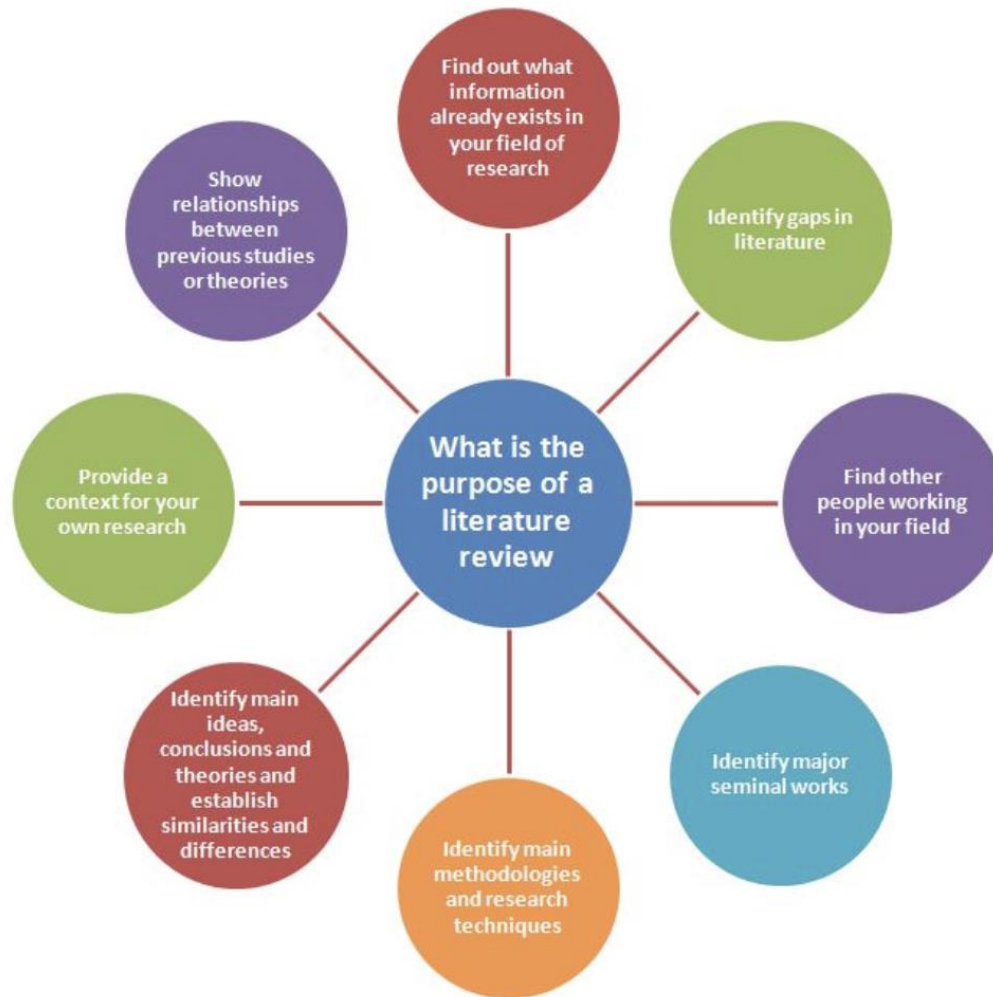 What is the
purpose of a
literature
review
Find out what
information
already exists in
your field of
research
Identify gaps in
literature
Find other
people working
in your field
Identify major
seminal works
Identify main
methodologies
and research
techniques
Identify main
ideas,
conclusions and
theories and
establish
similarities and
differences
Provide a
context for your
own research
Show
relationships
between
previous studies
or theories